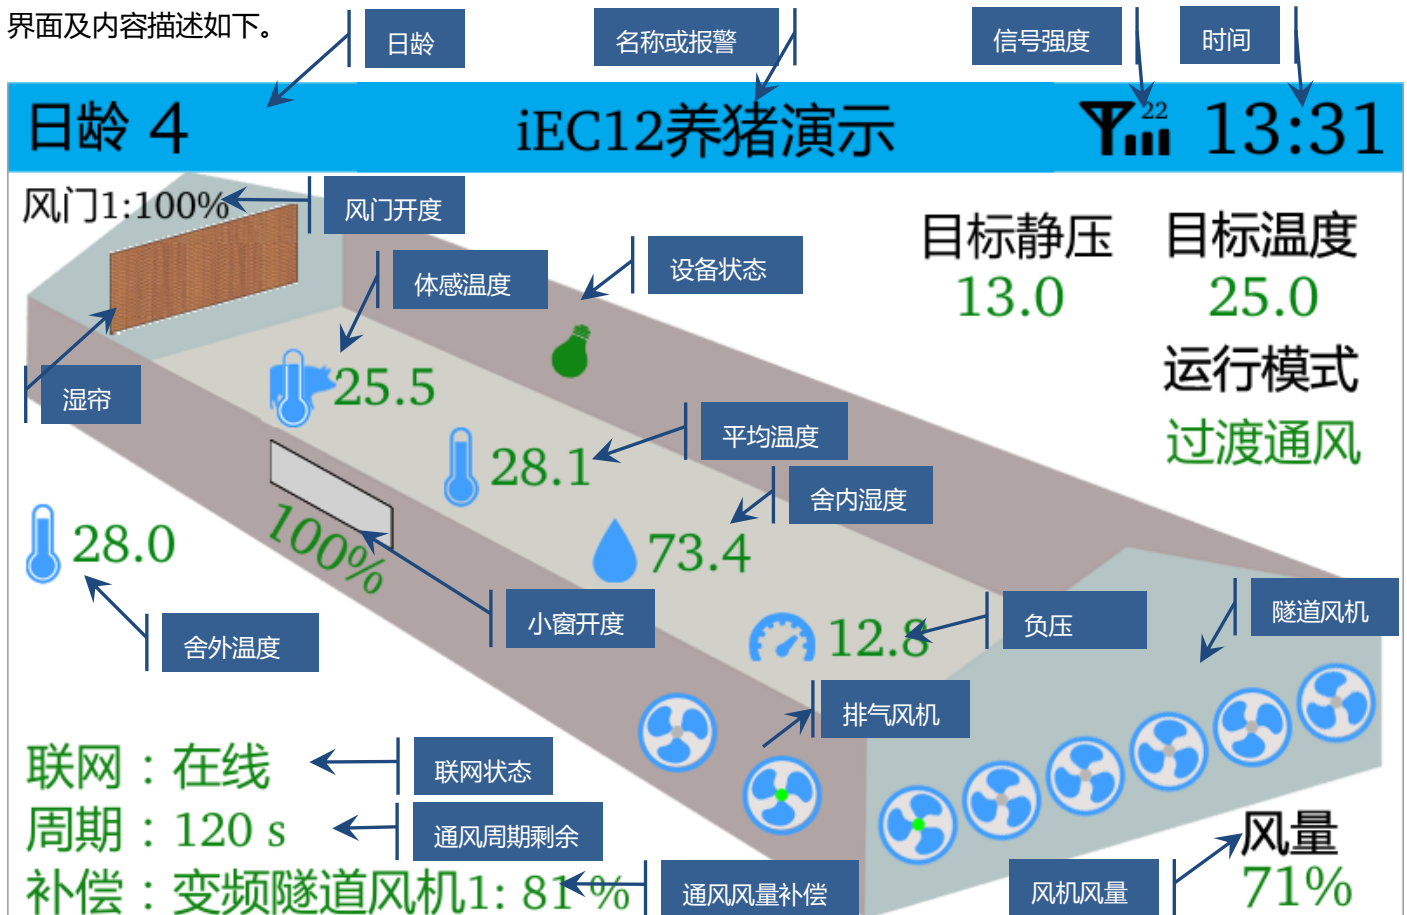 界面及内容描述如下。
日龄
名称或报警
信号强度
时间
日龄 4
iEC12养猪演示
22
13:31
风门1:100%
风门开度
体感温度
设备状态
目标静压
13.0
目标温度
25.0
湿帘
25.5
运行模式
过渡通风
平均温度
28.1
舍内湿度
28.0
100%
73.4
舍外温度
小窗开度
12.8
负压
隧道风机
排气风机
联网：在线
联网状态
周期：120 s
通风周期剩余
补偿：变频隧道风机1: 81 %
通风风量补偿
风机风量
风量
71%